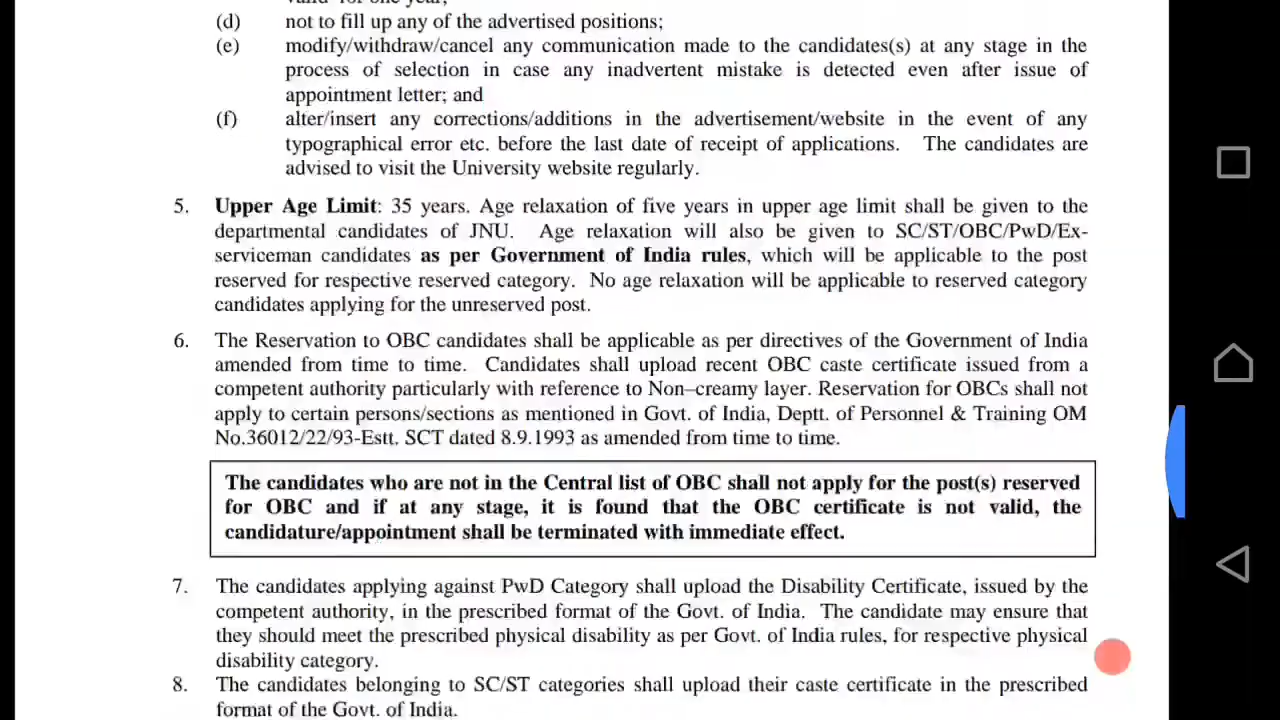 valid for one year;
(d) not to fill up any of the advertised positions;
(e) modify/withdraw/cancel any communication made to the candidates(s) at any stage in the
process of selection in case any inadvertent mistake is detected even after issue of
appointment letter; and
(f) alter/insert any corrections/additions in the advertisement/website in the event of any
typographical error etc. before the last date of receipt of applications. The candidates are
advised to visit the University website regularly.
5. Upper Age Limit: 35 years. Age relaxation of five years in upper age limit shall be given to the
departmental candidates of JNU. Age relaxation will also be given to SC/ST/OBC/PwD/Ex-
serviceman candidates as per Government of India rules, which will be applicable to the post
reserved for respective reserved category. No age relaxation will be applicable to reserved category
candidates applying for the unreserved post.
6. The Reservation to OBC candidates shall be applicable as per directives of the Government of India
amended from time to time. Candidates shall upload recent OBC caste certificate issued from a
competent authority particularly with reference to Non–creamy layer. Reservation for OBCs shall not
apply to certain persons/sections as mentioned in Govt. of India, Deptt. of Personnel & Training OM
No.36012/22/93-Estt. SCT dated 8.9.1993 as amended from time to time.
The candidates who are not in the Central list of OBC shall not apply for the post(s) reserved
for OBC and if at any stage, it is found that the OBC certificate is not valid, the
candidature/appointment shall be terminated with immediate effect.
7. The candidates applying against PwD Category shall upload the Disability Certificate, issued by the
competent authority, in the prescribed format of the Govt. of India. The candidate may ensure that
they should meet the prescribed physical disability as per Govt. of India rules, for respective physical
disability category.
8. The candidates belonging to SC/ST categories shall upload their caste certificate in the prescribed
format of the Govt. of India.